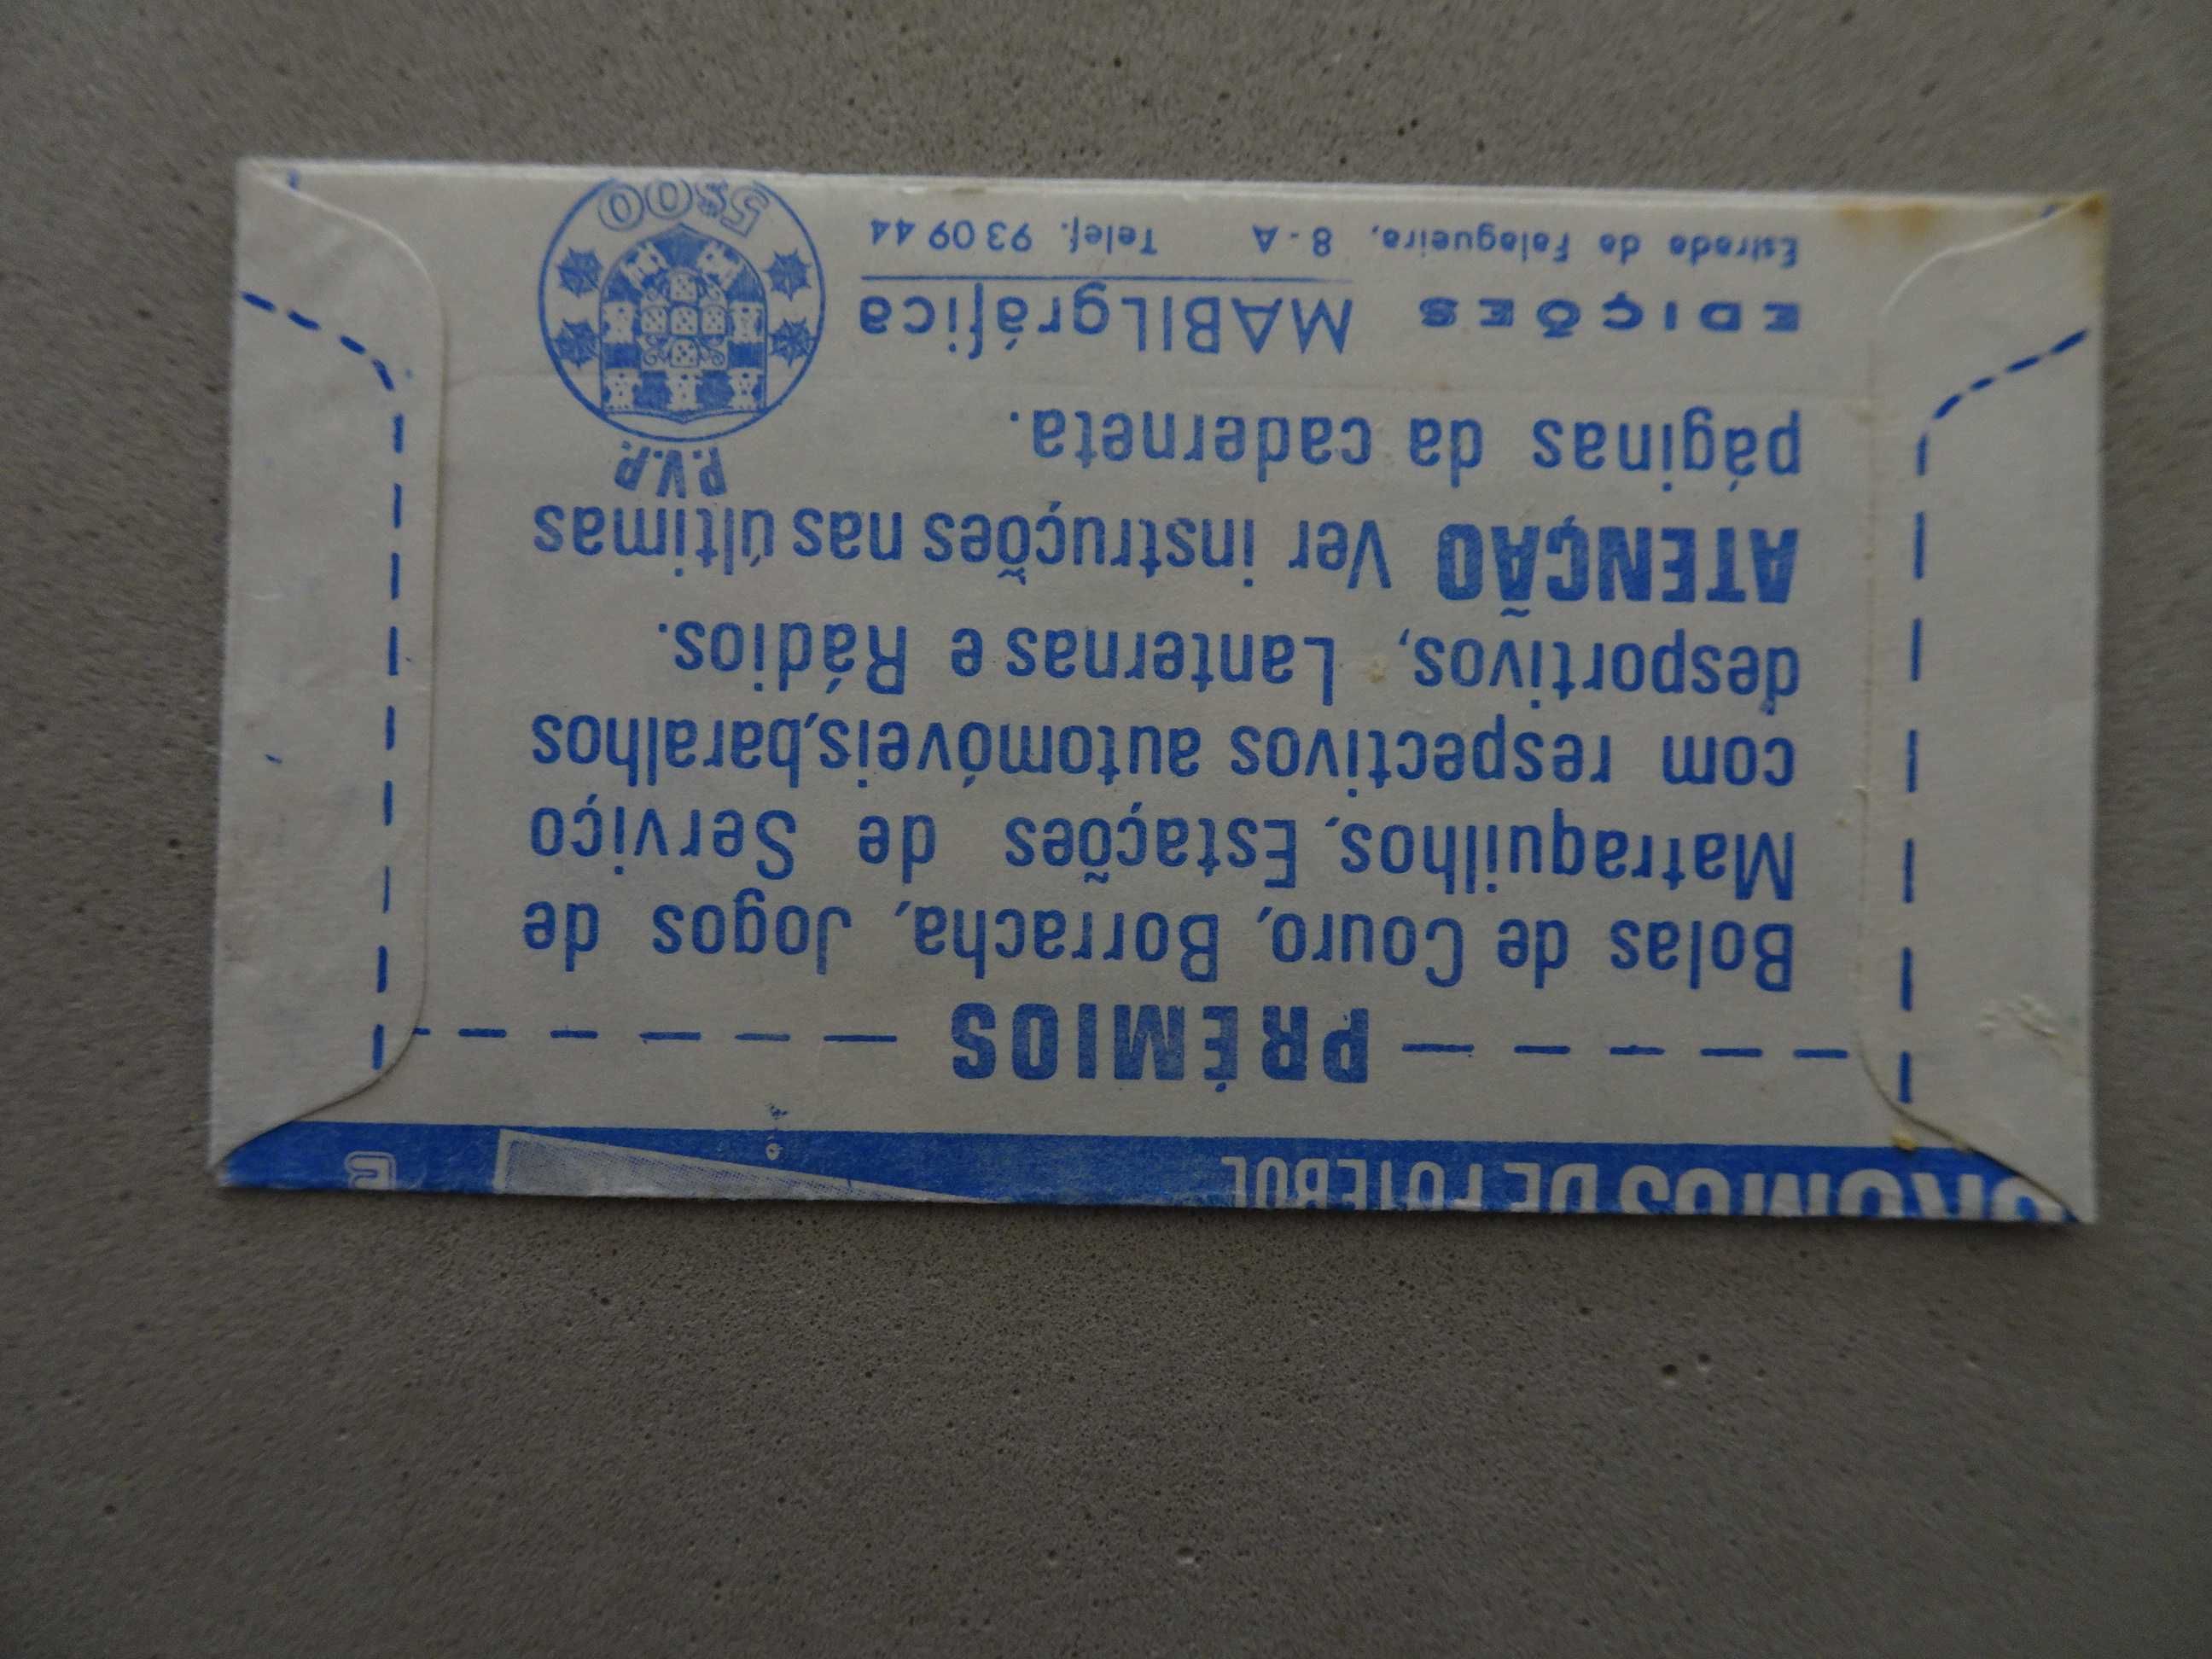 CROMOS DE FUTEBOL
PRÉMIOS
Bolas de Couro, Borracha, Jogos de
Matraquilhos, Estações de Serviço
com respectivos automóveis, baralhos
desportivos, Lanternas e Rádios.
ATENÇÃO Ver instruções nas últimas
páginas da caderneta.
P.V.P.
5$00
EDIÇÕES MABILgráfica
Estrada da Falagueira, 8-A Telef. 93 09 44